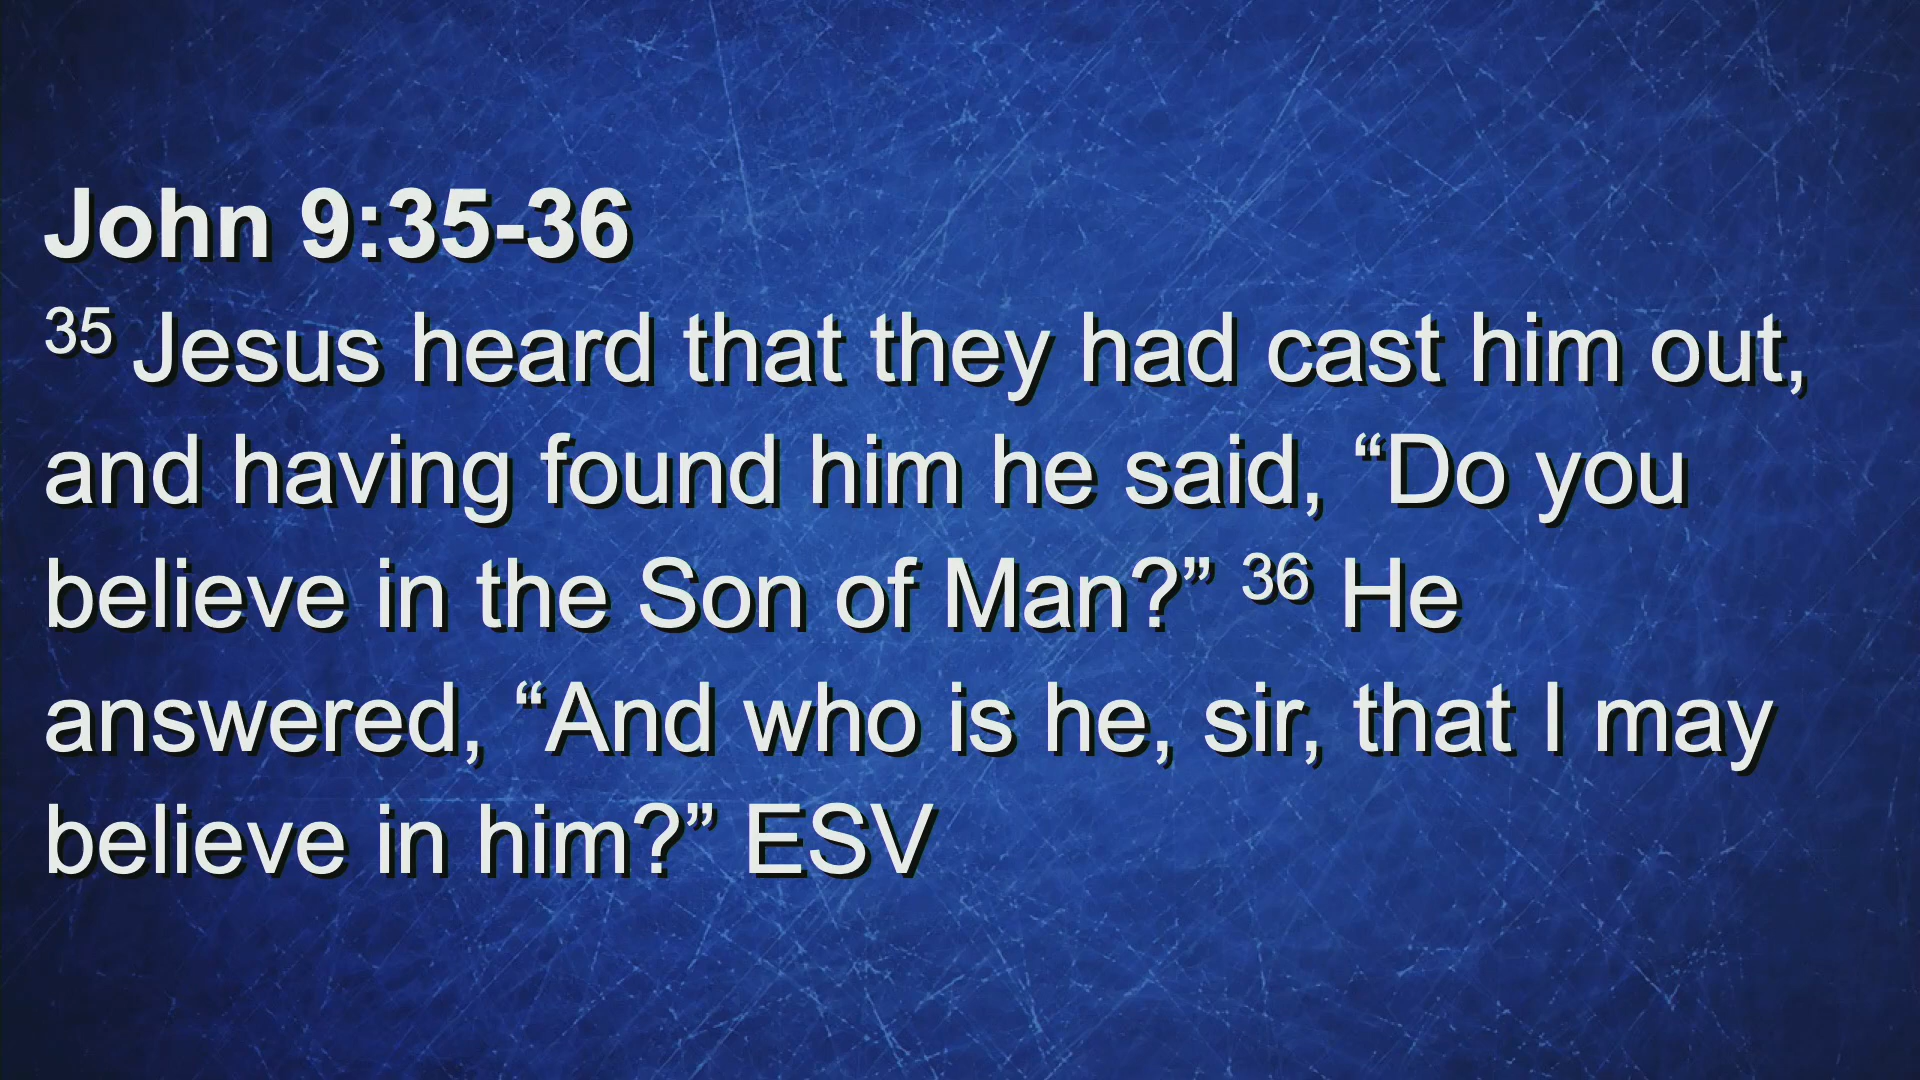 John 9:35-36
35 Jesus heard that they had cast him out,
and having found him he said, “Do you
believe in the Son of Man?” 36 He
answered, “And who is he, sir, that I may
believe in him?” ESV